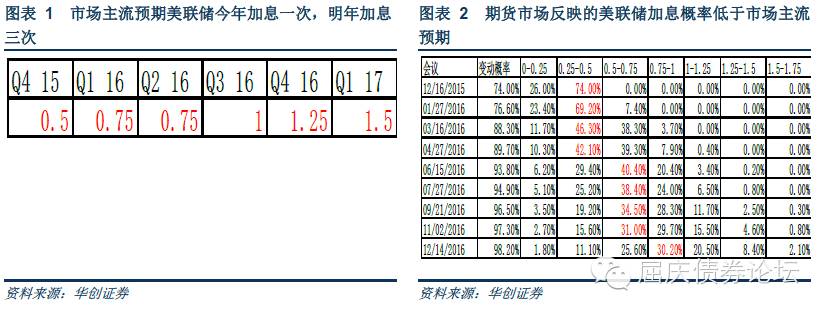 图表 1 市场主流预期美联储今年加息一次，明年加息
三次
Q4 15 Q1 16 Q2 16 Q3 16 Q4 16 Q1 17
0.5 0.75 0.75 1 1.25 1.5
资料来源：华创证券
图表 2 期货市场反映的美联储加息概率低于市场主流
预期
会议 变动概率 0-0.25 0.25-0.5 0.5-0.75 0.75-1 1-1.25 1.25-1.5 1.5-1.75
12/16/2015 74.00% 26.00% 74.00% 0.00% 0.00% 0.00% 0.00% 0.00%
01/27/2016 76.60% 23.40% 69.20% 7.40% 0.00% 0.00% 0.00% 0.00%
03/16/2016 88.30% 11.70% 46.30% 38.30% 3.70% 0.00% 0.00% 0.00%
04/27/2016 89.70% 10.30% 42.10% 39.30% 7.90% 0.40% 0.00% 0.00%
06/15/2016 93.80% 6.20% 29.40% 40.40% 20.40% 3.40% 0.20% 0.00%
07/27/2016 94.90% 5.10% 25.20% 38.40% 24.00% 6.50% 0.80% 0.00%
09/21/2016 96.50% 3.50% 19.20% 34.50% 28.30% 11.70% 2.50% 0.30%
11/02/2016 97.30% 2.70% 15.60% 31.00% 29.70% 15.50% 4.60% 0.80%
12/14/2016 98.20% 1.80% 11.10% 25.60% 30.20% 20.50% 8.40% 2.10%
屈庆债券论坛
资料来源：华创证券